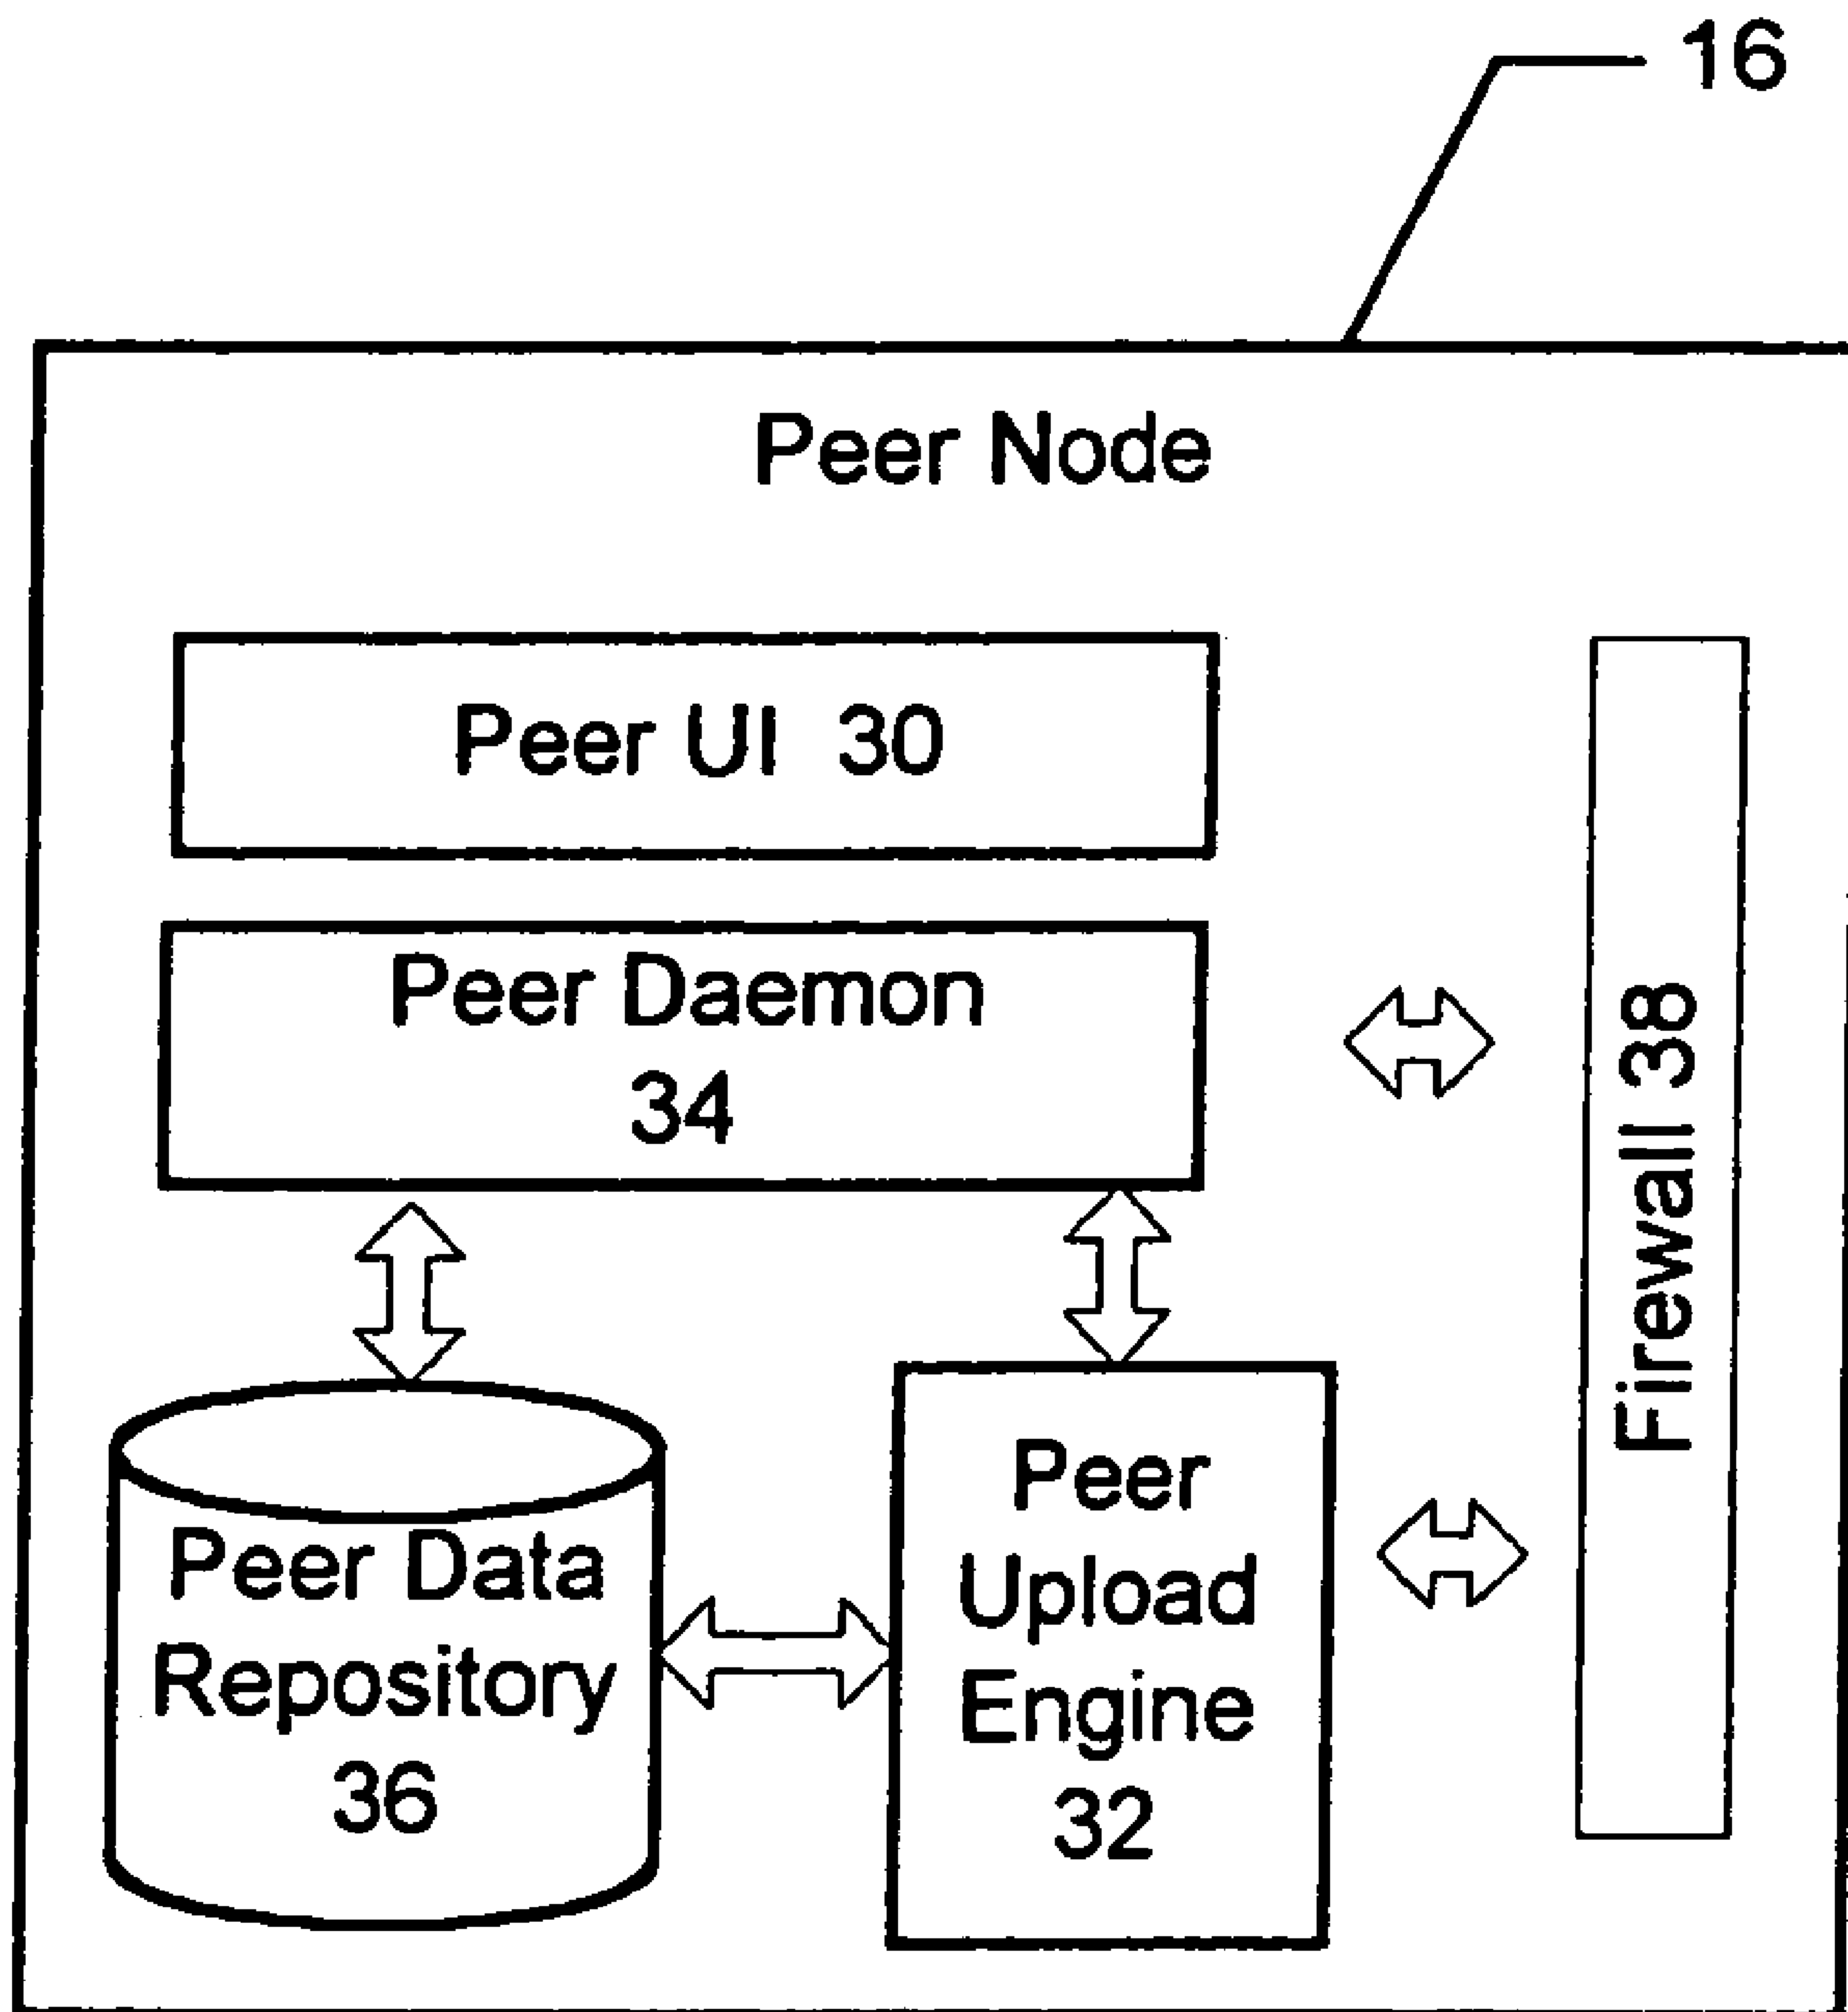 16
Peer Node
Peer UI 30
Peer Daemon
34
Firewall 38
Peer Data
Repository
36
Peer
Upload
Engine
32